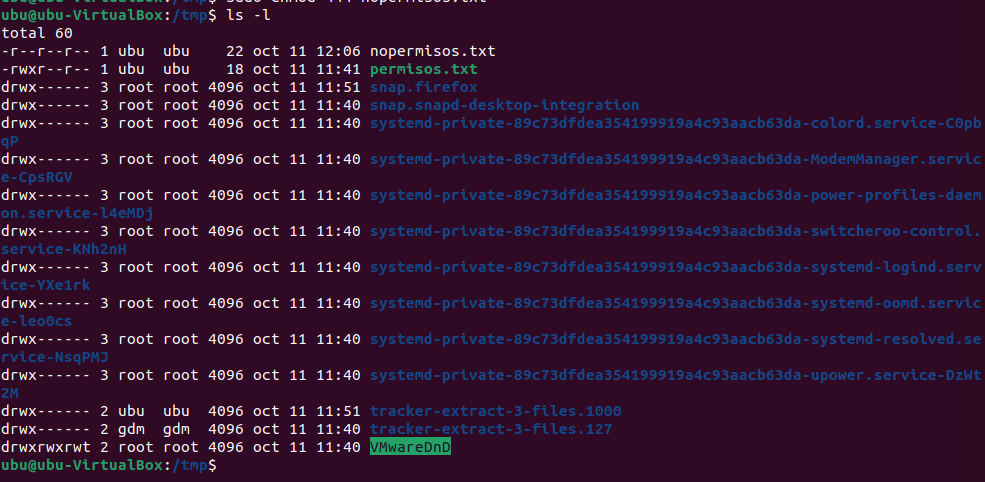 ubu@ubu-VirtualBox:/tmp$ ls -l
total 60
-r--r--r-- 1 ubu  ubu    22 oct 11 12:06 nopermisos.txt
-rwxr--r-- 1 ubu  ubu    18 oct 11 11:41 permisos.txt
drwx------ 3 root root 4096 oct 11 11:51 snap.firefox
drwx------ 3 root root 4096 oct 11 11:40 snap.snapd-desktop-integration
drwx------ 3 root root 4096 oct 11 11:40 systemd-private-89c73dfdea354199919a4c93aacb63da-colord.service-C0pb
qP
drwx------ 3 root root 4096 oct 11 11:40 systemd-private-89c73dfdea354199919a4c93aacb63da-ModemManager.servic
e-CpsRGV
drwx------ 3 root root 4096 oct 11 11:40 systemd-private-89c73dfdea354199919a4c93aacb63da-power-profiles-daem
on.service-l4eMDj
drwx------ 3 root root 4096 oct 11 11:40 systemd-private-89c73dfdea354199919a4c93aacb63da-switcheroo-control.
service-KNh2nH
drwx------ 3 root root 4096 oct 11 11:40 systemd-private-89c73dfdea354199919a4c93aacb63da-systemd-logind.serv
ice-YXe1rk
drwx------ 3 root root 4096 oct 11 11:40 systemd-private-89c73dfdea354199919a4c93aacb63da-systemd-oomd.servic
e-leo0cs
drwx------ 3 root root 4096 oct 11 11:40 systemd-private-89c73dfdea354199919a4c93aacb63da-systemd-resolved.se
rvice-NsqPMJ
drwx------ 3 root root 4096 oct 11 11:40 systemd-private-89c73dfdea354199919a4c93aacb63da-upower.service-DzWt
2M
drwx------ 2 ubu  ubu  4096 oct 11 11:51 tracker-extract-3-files.1000
drwx------ 2 gdm  gdm  4096 oct 11 11:40 tracker-extract-3-files.127
drwxrwxrwt 2 root root 4096 oct 11 11:40 VMwareDnD
ubu@ubu-VirtualBox:/tmp$